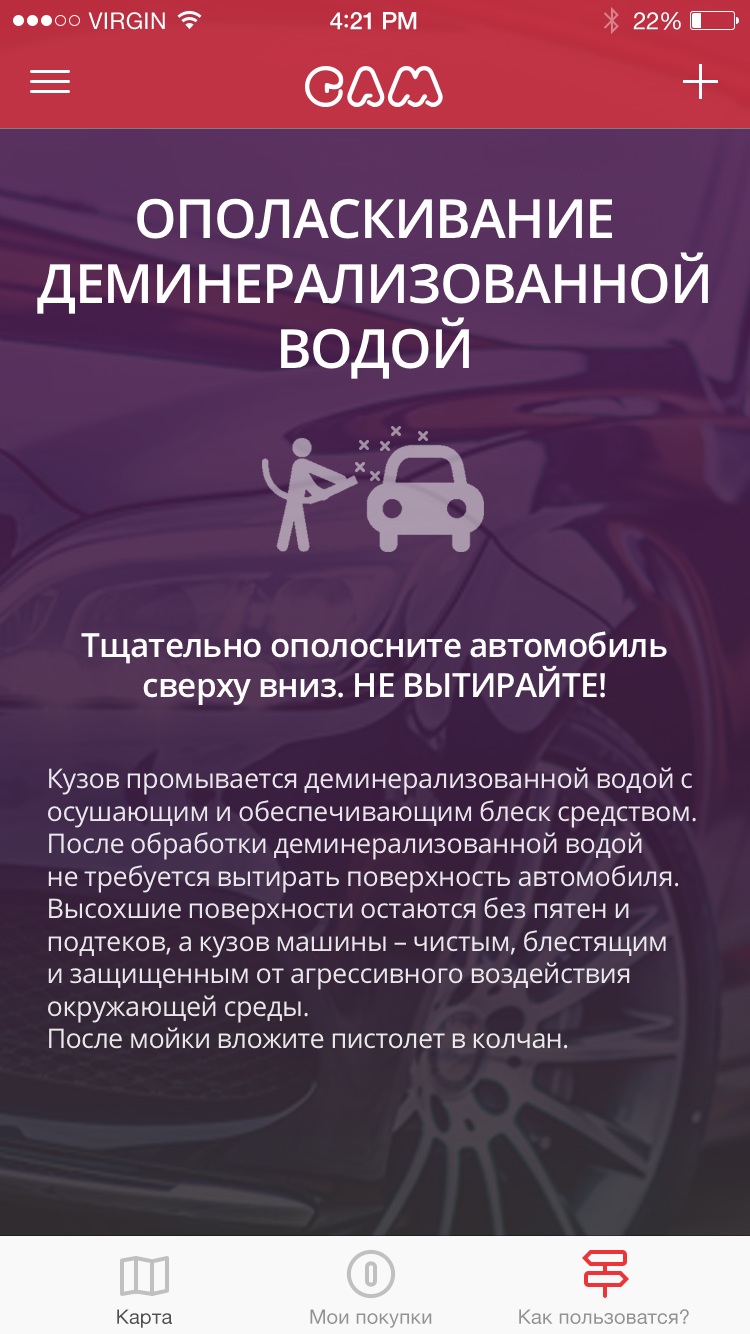 VIRGIN 4:21 PM 22%
САМ
ОПОЛАСКИВАНИЕ
ДЕМИНЕРАЛИЗОВАННОЙ
ВОДОЙ
Тщательно ополосните автомобиль
сверху вниз. НЕ ВЫТИРАЙТЕ!
Кузов промывается деминерализованной водой с
осушающим и обеспечивающим блеск средством.
После обработки деминерализованной водой
не требуется вытирать поверхность автомобиля.
Высохшие поверхности остаются без пятен и
подтеков, а кузов машины – чистым, блестящим
и защищенным от агрессивного воздействия
окружающей среды.
После мойки вложите пистолет в колчан.
Карта Мои покупки Как пользоватся?